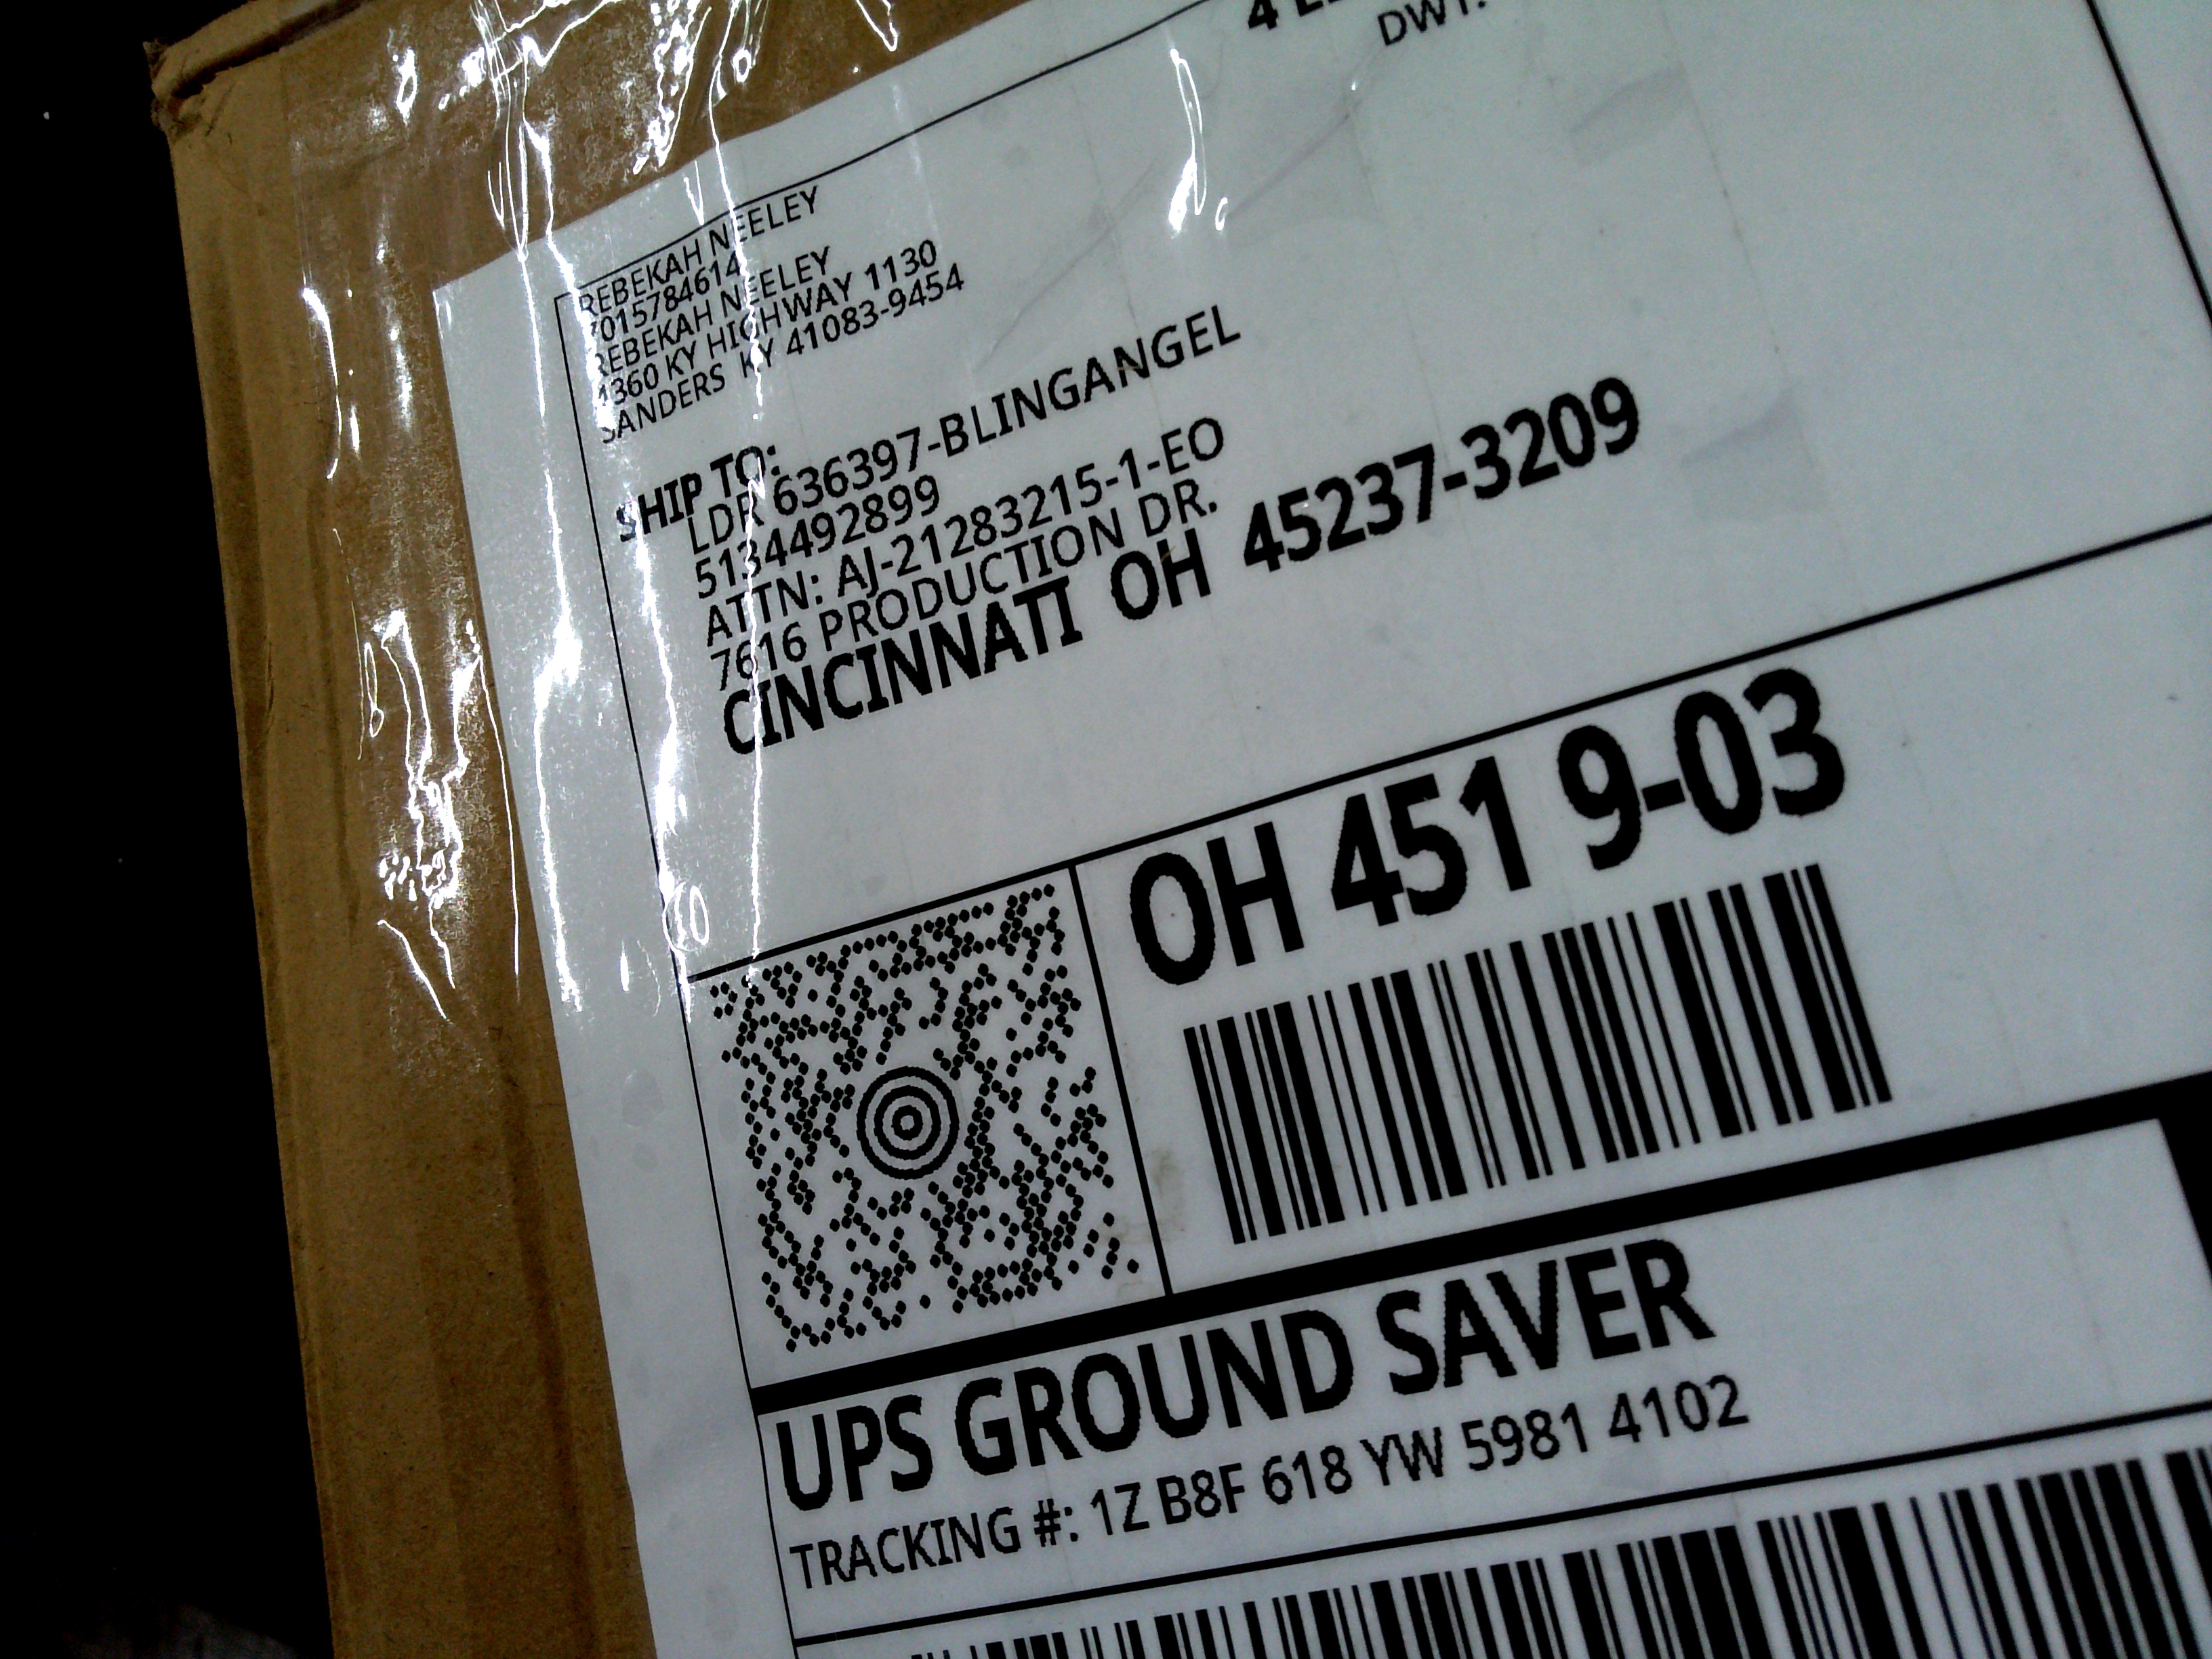 DWT:
REBEKAH NEELEY
7015784614
REBEKAH NEELEY
1360 KY HIGHWAY 1130
SANDERS KY 41083-9454
SHIP TO:
LDR 636397-BLINGANGEL
5134492899
ATTN: AJ-21283215-1-EO
7616 PRODUCTION DR.
CINCINNATI OH 45237-3209
OH 451 9-03
UPS GROUND SAVER
TRACKING #: 1Z B8F 618 YW 5981 4102